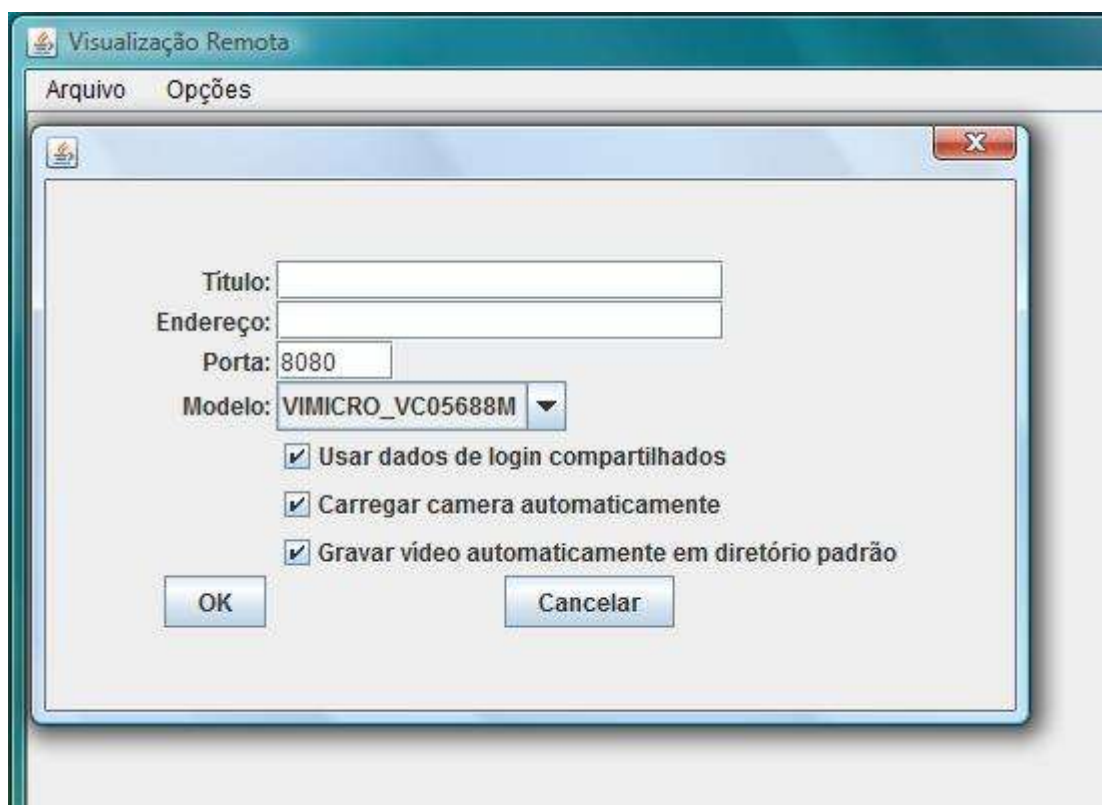 Visualização Remota
Arquivo Opções
Título:
Endereço:
Porta: 8080
Modelo: VIMICRO_VC05688M
Usar dados de login compartilhados
Carregar camera automaticamente
Gravar vídeo automaticamente em diretório padrão
OK Cancelar